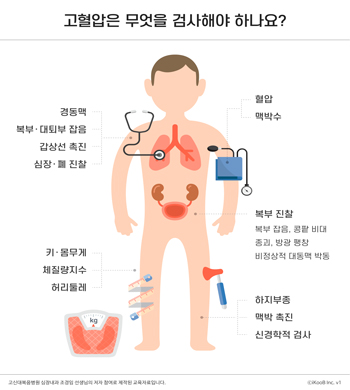 고혈압은 무엇을 검사해야 하나요?
경동맥
복부·대퇴부 잡음
갑상선 촉진
심장·폐 진찰
혈압
맥박수
복부 진찰
복부 잡음, 콩팥 비대
종괴, 방광 팽창
비정상적 대동맥 박동
키·몸무게
체질량지수
허리둘레
kg
하지부종
맥박 촉진
신경학적 검사
고신대복음병원 심장내과 조경임 선생님의 저자 참여로 제작된 교육자료입니다.
ⓒiKooB Inc. v1